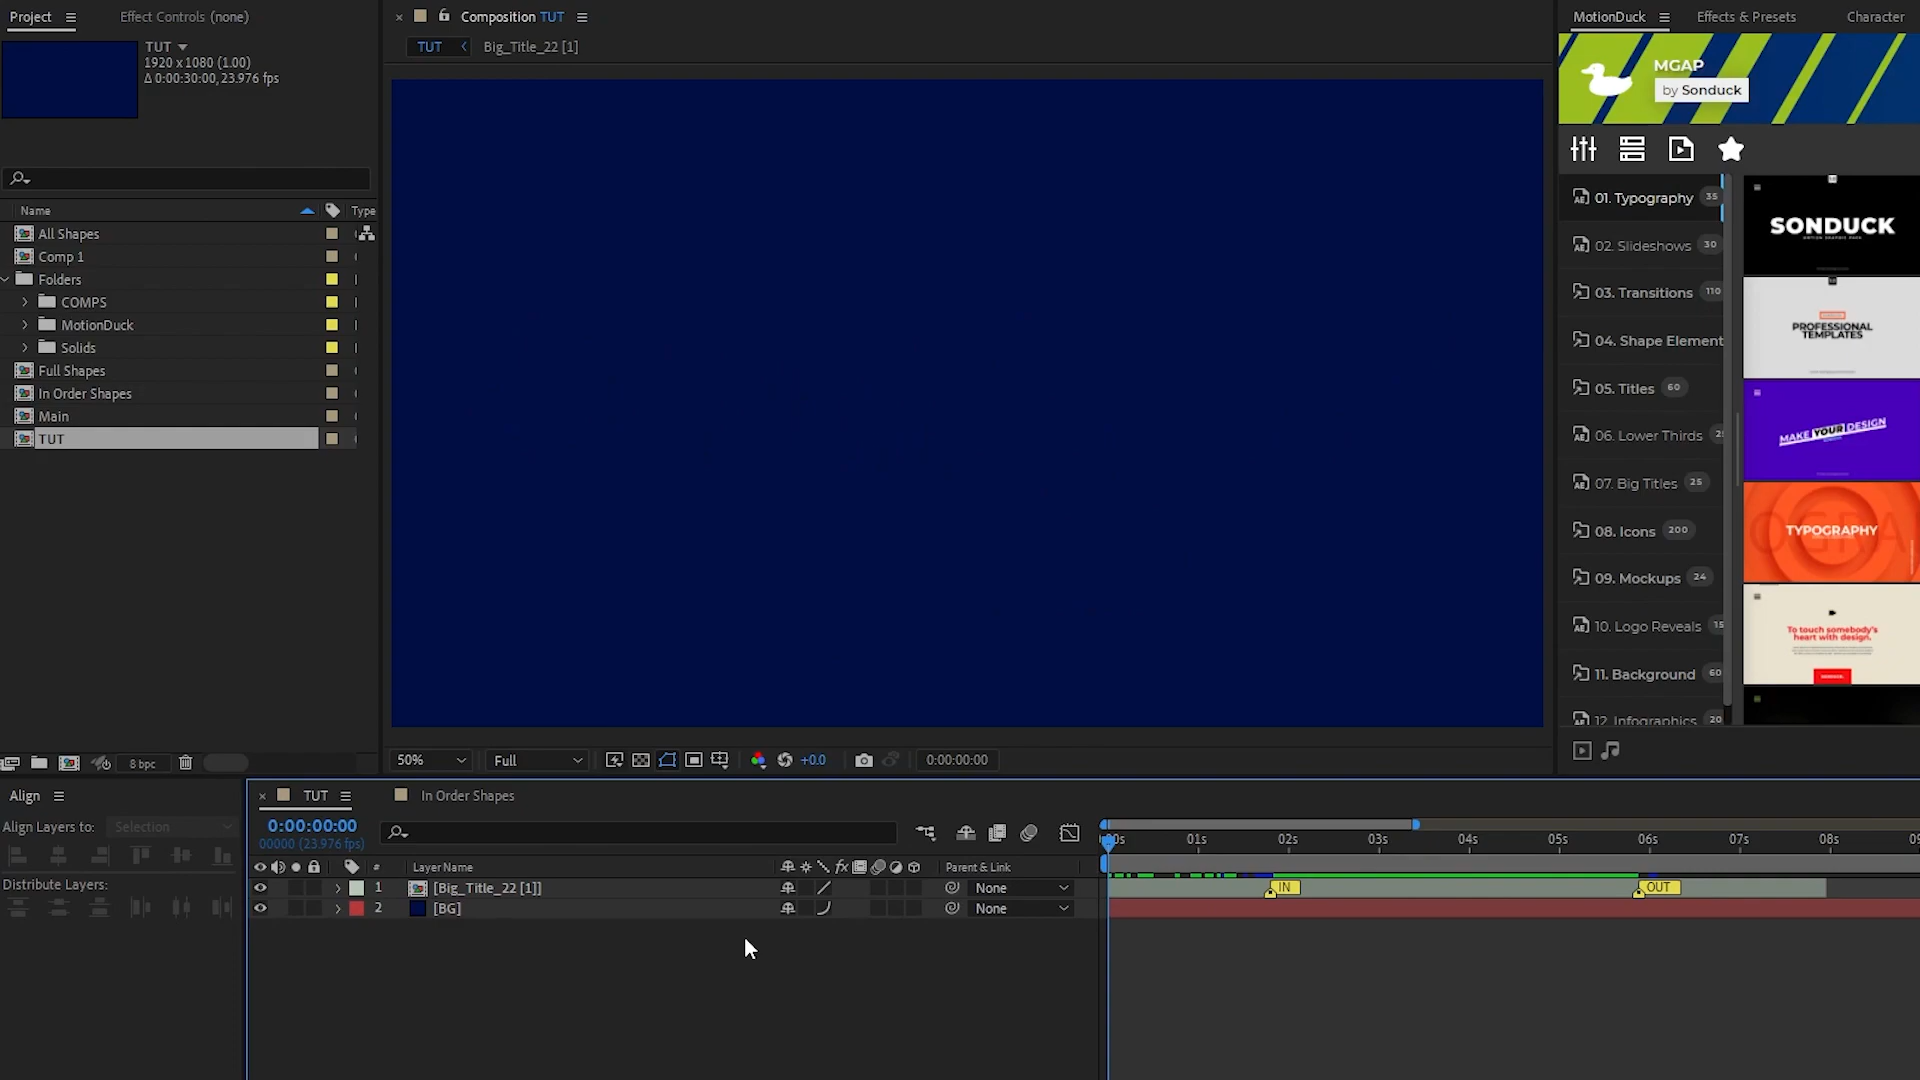 Project
Effect Controls (none)
TUT
1920 x 1080 (1.00)
Δ 0:00:30:00, 23.976 fps
Name
Type
All Shapes
Comp 1
Folders
COMPS
MotionDuck
Solids
Full Shapes
In Order Shapes
Main
TUT
8 bpc
Composition TUT
TUT
Big_Title_22 [1]
50%
Full
+0.0
0:00:00:00
MotionDuck
Effects & Presets
Character
MGAP
by Sonduck
01. Typography 35
02. Slideshows 30
03. Transitions 110
04. Shape Element
05. Titles 60
06. Lower Thirds
07. Big Titles 25
08. Icons 200
09. Mockups 24
10. Logo Reveals 15
11. Background 60
12. Infographics 20
SONDUCK
PROFESSIONAL
TEMPLATES
MAKE YOUR DESIGN
TYPOGRAPHY
To touch somebody's
heart with design.
Align
Align Layers to: Selection
Distribute Layers:
TUT
In Order Shapes
0:00:00:00
00000 (23.976 fps)
01s 02s 03s 04s 05s 06s 07s 08s
# Layer Name fx Parent & Link
1 [Big_Title_22 [1]] None IN OUT
2 [BG] None